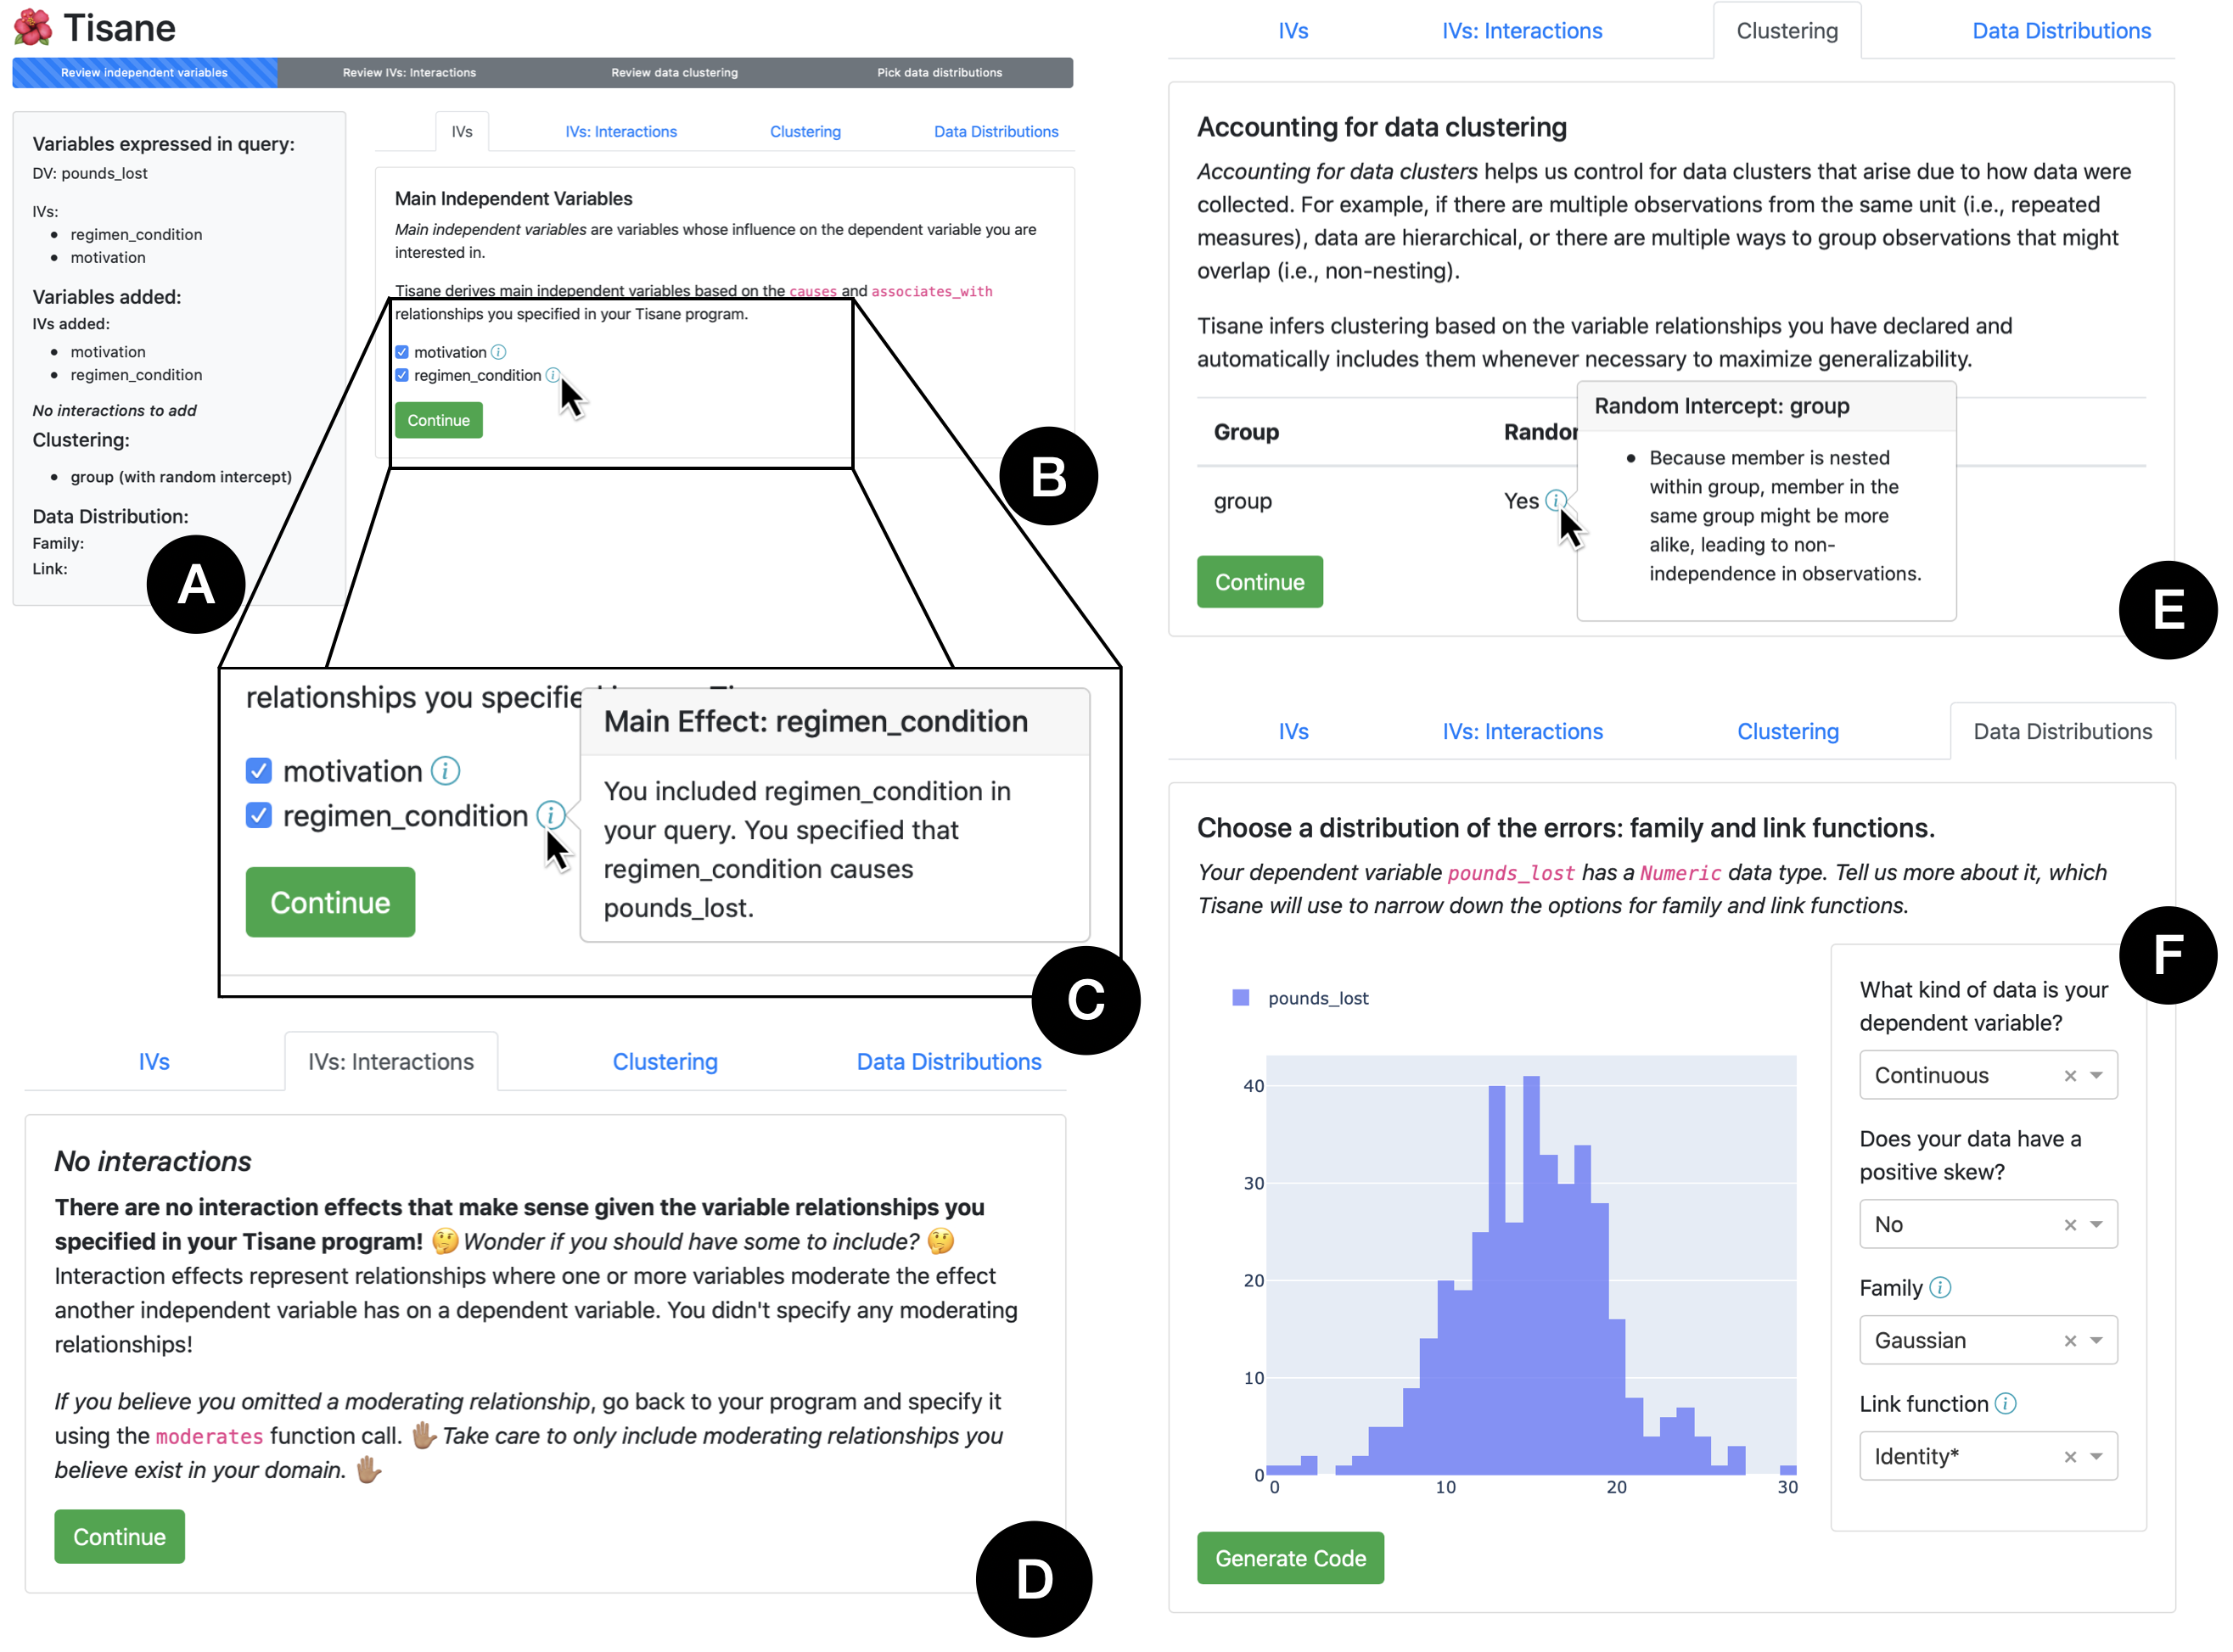 Tisane
Review independent variables
Review IVs: Interactions
Review data clustering
Pick data distributions
Variables expressed in query:
DV: pounds_lost
IVs:
regimen_condition
motivation
Variables added:
IVs added:
motivation
regimen_condition
No interactions to add
Clustering:
group (with random intercept)
Data Distribution:
Family:
Link:
A
IVs
IVs: Interactions
Clustering
Data Distributions
Main Independent Variables
Main independent variables are variables whose influence on the dependent variable you are
interested in.
Tisane derives main independent variables based on the causes and associates_with
relationships you specified in your Tisane program.
motivation
regimen_condition
Continue
B
relationships you specifie
motivation
regimen_condition
Continue
Main Effect: regimen_condition
You included regimen_condition in
your query. You specified that
regimen_condition causes
pounds_lost.
C
IVs
IVs: Interactions
Clustering
Data Distributions
No interactions
There are no interaction effects that make sense given the variable relationships you
specified in your Tisane program! 🤔 Wonder if you should have some to include? 🤔
Interaction effects represent relationships where one or more variables moderate the effect
another independent variable has on a dependent variable. You didn't specify any moderating
relationships!
If you believe you omitted a moderating relationship, go back to your program and specify it
using the moderates function call. 🖐🏽 Take care to only include moderating relationships you
believe exist in your domain. 🖐🏽
Continue
D
IVs
IVs: Interactions
Clustering
Data Distributions
Accounting for data clustering
Accounting for data clusters helps us control for data clusters that arise due to how data were
collected. For example, if there are multiple observations from the same unit (i.e., repeated
measures), data are hierarchical, or there are multiple ways to group observations that might
overlap (i.e., non-nesting).
Tisane infers clustering based on the variable relationships you have declared and
automatically includes them whenever necessary to maximize generalizability.
Group
group
Yes
Random Intercept: group
Because member is nested
within group, member in the
same group might be more
alike, leading to non-
independence in observations.
Continue
E
IVs
IVs: Interactions
Clustering
Data Distributions
Choose a distribution of the errors: family and link functions.
Your dependent variable pounds_lost has a Numeric data type. Tell us more about it, which
Tisane will use to narrow down the options for family and link functions.
F
pounds_lost
40
30
20
10
0
0 10 20 30
What kind of data is your
dependent variable?
Continuous
Does your data have a
positive skew?
No
Family
Gaussian
Link function
Identity*
Generate Code